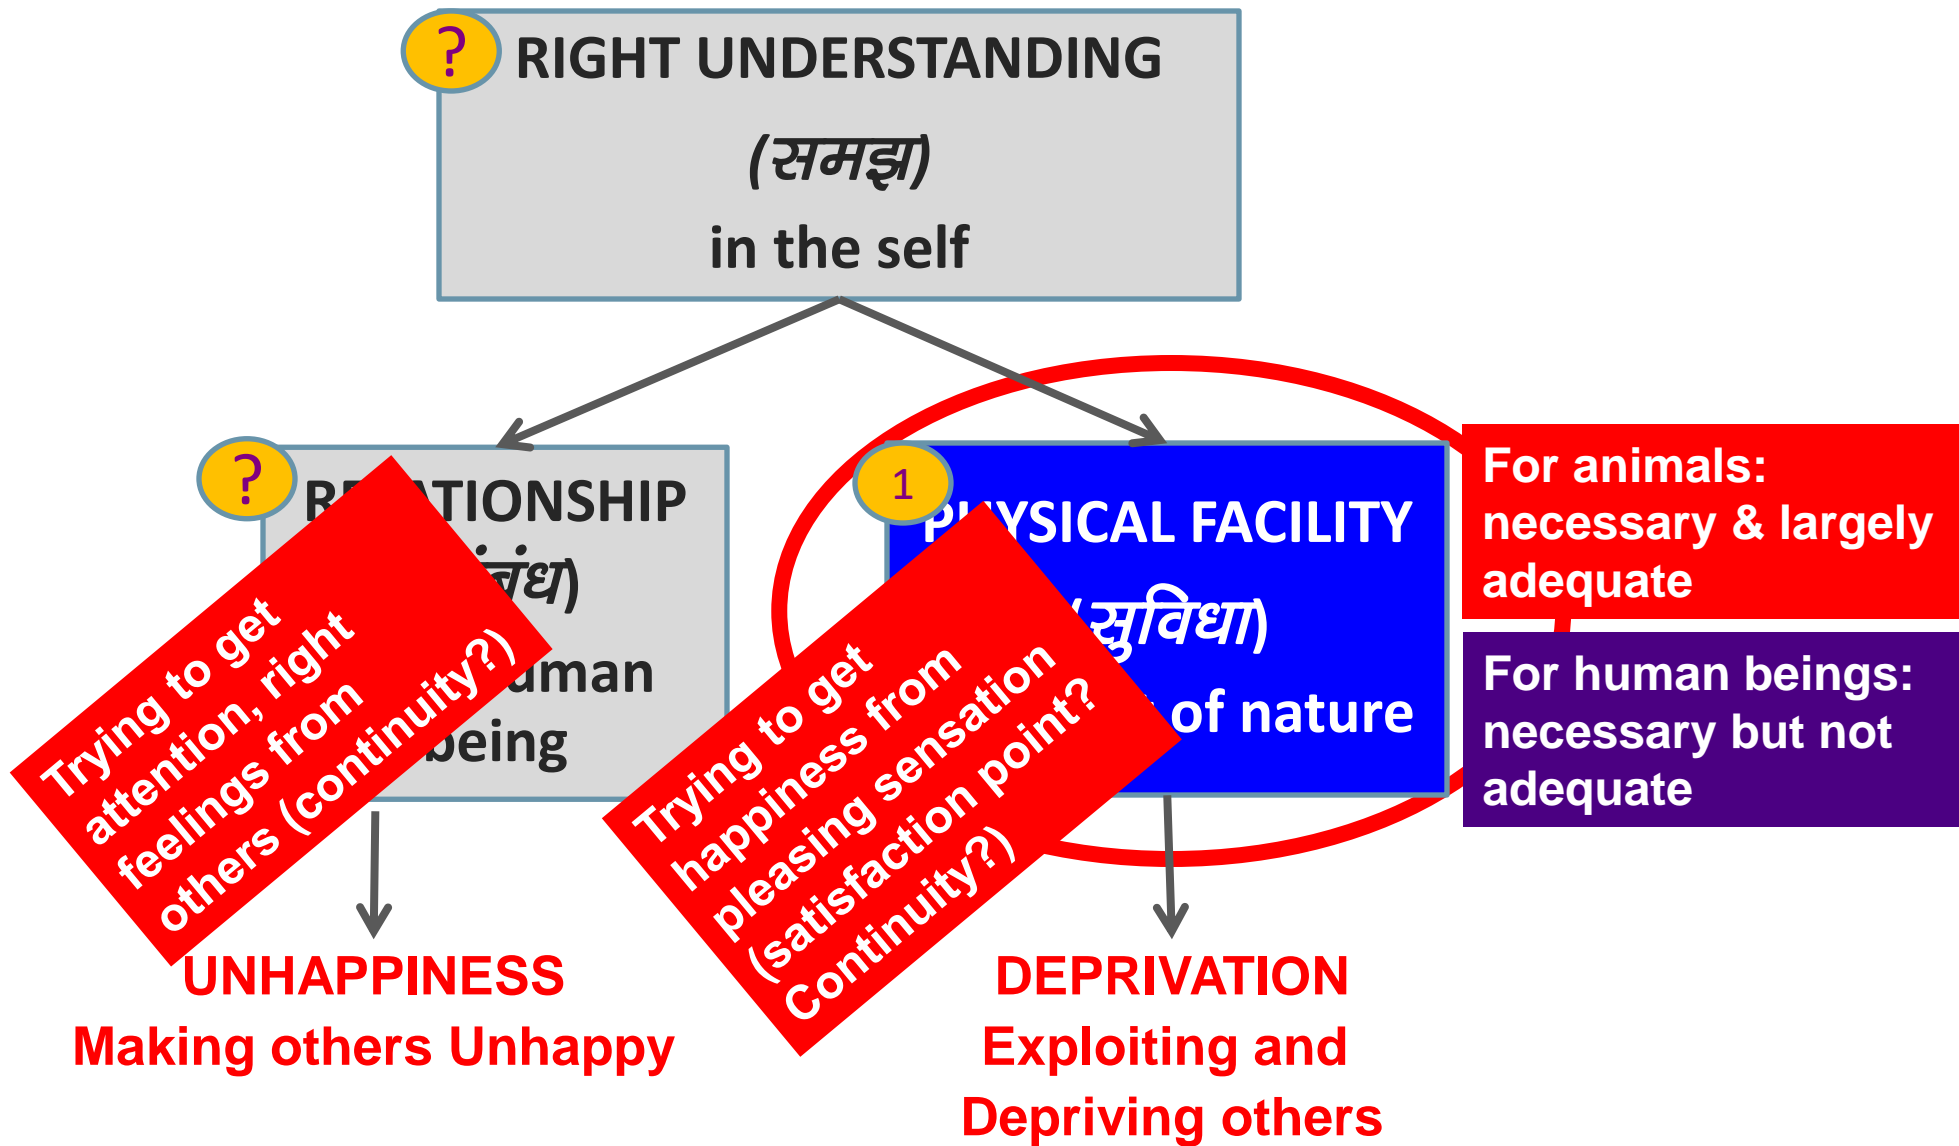 ?
RIGHT UNDERSTANDING
(समझ)
in the self
?
TIONSHIP
human
being
Trying to get
attention, right
feelings from
others (continuity?)
1
PHYSICAL FACILITY
(सुविधा)
of nature
Trying to get
happiness from
pleasing sensation
(satisfaction point?
Continuity?)
For animals:
necessary & largely
adequate
For human beings:
necessary but not
adequate
UNHAPPINESS
Making others Unhappy
DEPRIVATION
Exploiting and
Depriving others